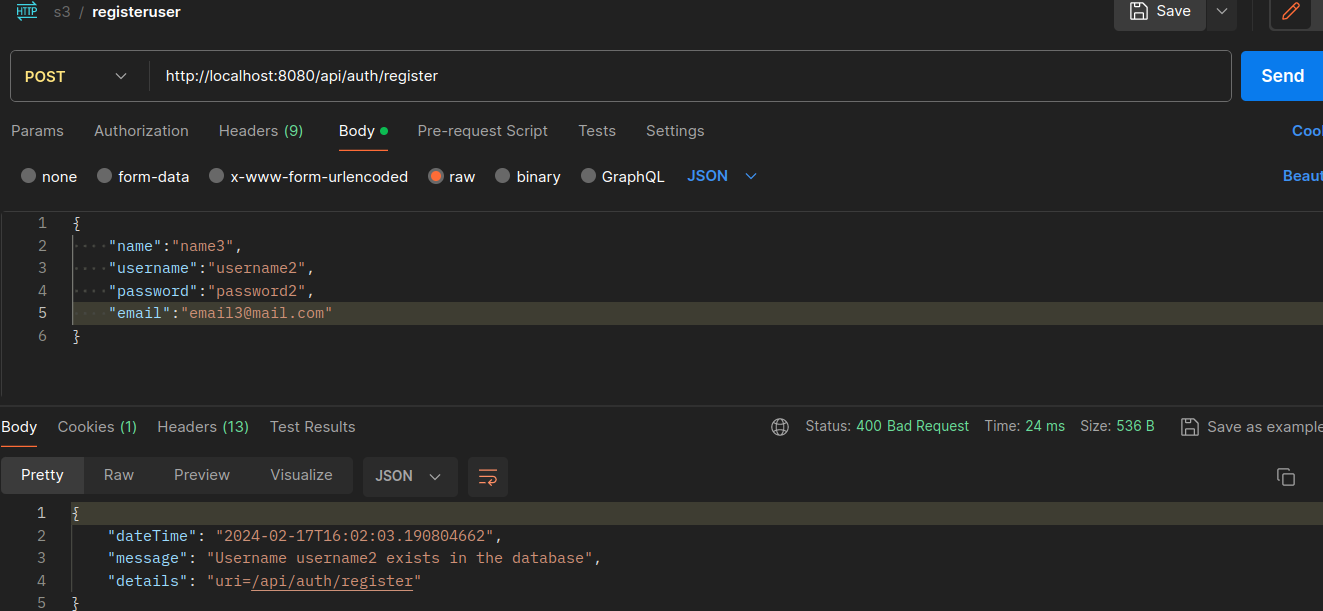 HTTP s3 / registeruser Save
POST http://localhost:8080/api/auth/register Send
Params Authorization Headers (9) Body Pre-request Script Tests Settings Cool
none form-data x-www-form-urlencoded raw binary GraphQL JSON Beaut
1 {
2 "name":"name3",
3 "username":"username2",
4 "password":"password2",
5 "email":"email3@mail.com"
6 }
Body Cookies (1) Headers (13) Test Results Status: 400 Bad Request Time: 24 ms Size: 536 B Save as example
Pretty Raw Preview Visualize JSON
1 {
2 "dateTime": "2024-02-17T16:02:03.190804662",
3 "message": "Username username2 exists in the database",
4 "details": "uri=/api/auth/register"
5 }